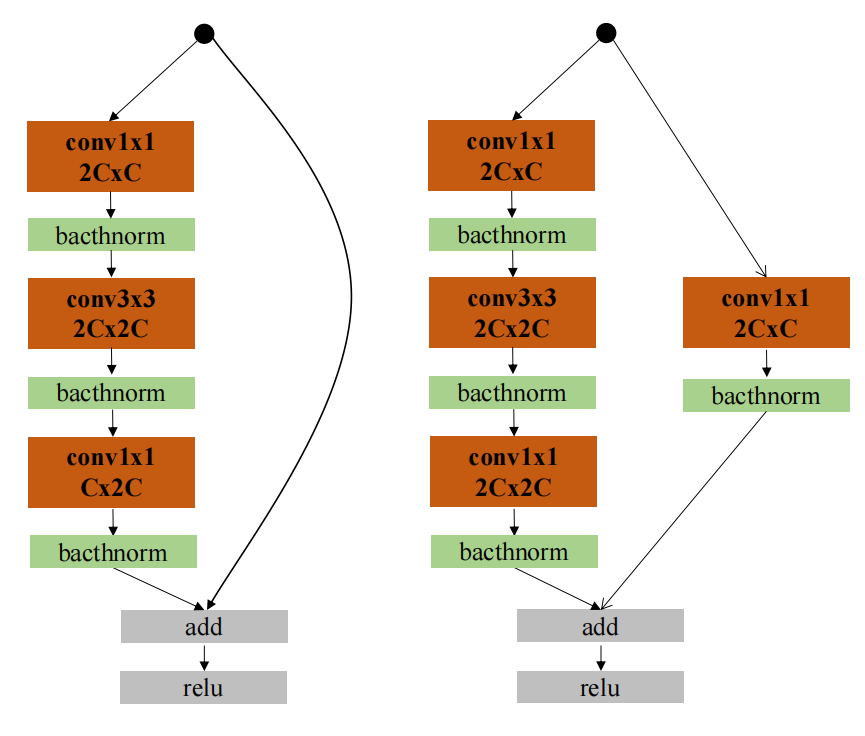 conv1x1
2CxC
bacthnorm
conv3x3
2Cx2C
bacthnorm
conv1x1
Cx2C
bacthnorm
add
relu
conv1x1
2CxC
bacthnorm
conv3x3
2Cx2C
bacthnorm
conv1x1
2Cx2C
bacthnorm
conv1x1
2CxC
bacthnorm
add
relu